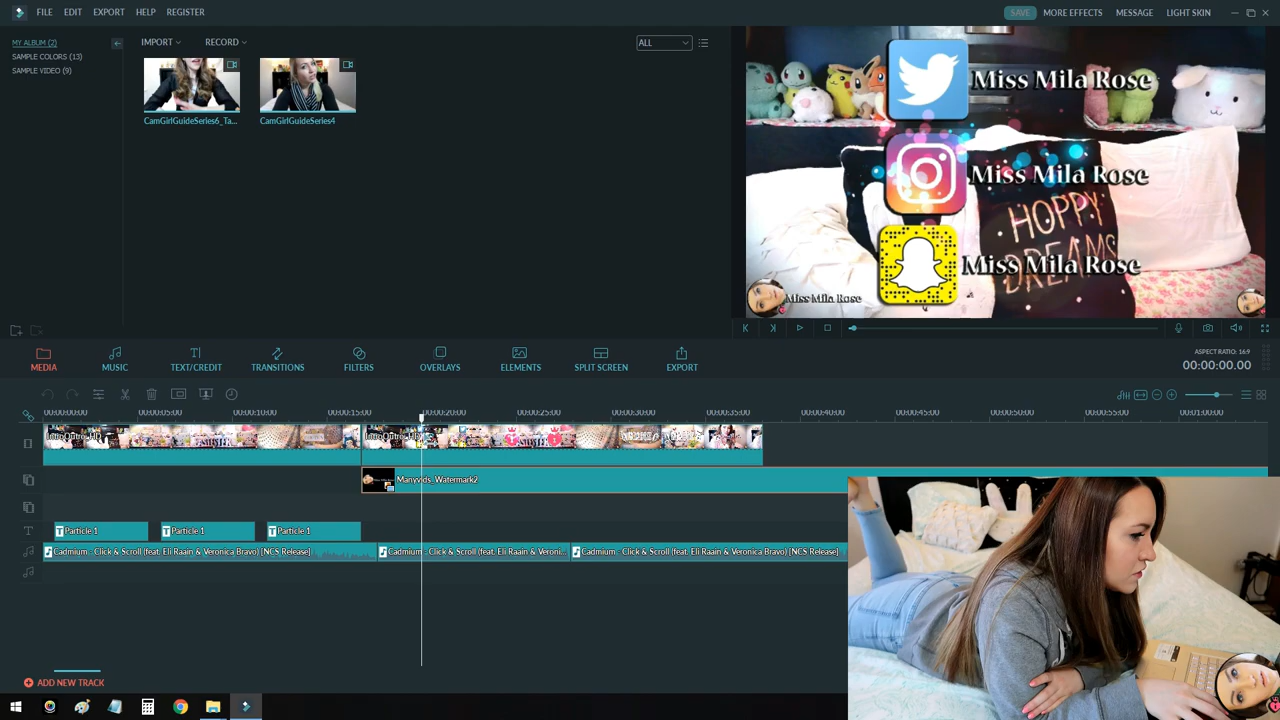 FILE EDIT EXPORT HELP REGISTER
SAVE MORE EFFECTS MESSAGE LIGHT SKIN
MY ALBUM (2)
SAMPLE COLORS (13)
SAMPLE VIDEO (9)
IMPORT RECORD ALL
CamGirlGuideSeries6_Ta... CamGirlGuideSeries4
Miss Mila Rose
Miss Mila Rose
HOPPY
DREAMS
Miss Mila Rose
Miss Mila Rose
MEDIA MUSIC TEXT/CREDIT TRANSITIONS FILTERS OVERLAYS ELEMENTS SPLIT SCREEN EXPORT
ASPECT RATIO: 16:9
00:00:00.00
00:00:00:00 00:00:05:00 00:00:10:00 00:00:15:00 00:00:20:00 00:00:25:00 00:00:30:00 00:00:35:00 00:00:40:00 00:00:45:00 00:00:50:00 00:00:55:00 00:01:00:00
Manyvids_Watermark2
T Particle 1 T Particle 1 T Particle 1
Cadmium - Click & Scroll (feat. Eli Raain & Veronica Bravo) [NCS Release] Cadmium - Click & Scroll (feat. Eli Raain & Veroni... Cadmium - Click & Scroll (feat. Eli Raain & Veronica Bravo) [NCS Release]
ADD NEW TRACK